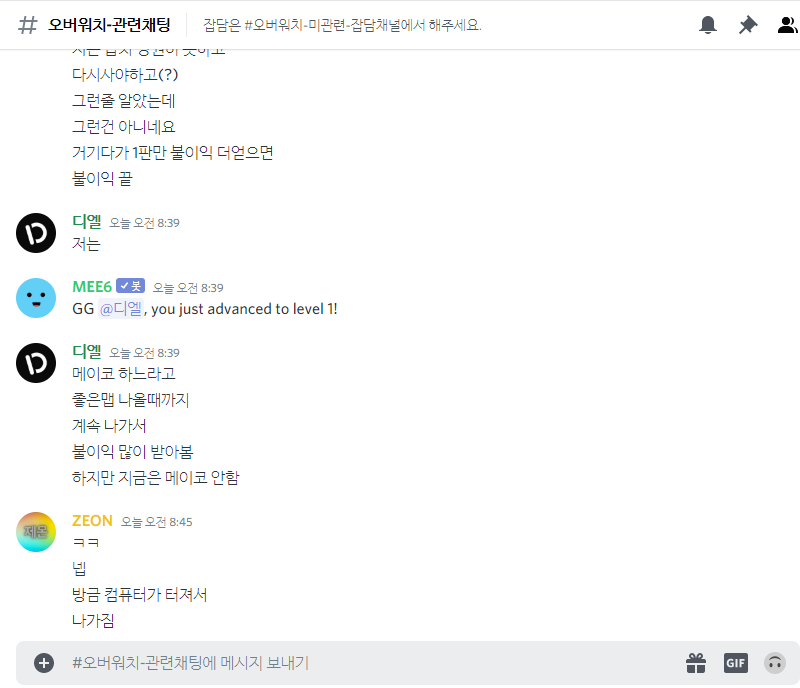 # 오버워치-관련채팅 잡담은 #오버워치-미관련-잡담채널에서 해주세요.
다시사야하고(?)
그런줄 알았는데
그런건 아니네요
거기다가 1판만 불이익 더얻으면
불이익 끝
디엘 오늘 오전 8:39
저는
MEE6 ✓ 봇 오늘 오전 8:39
GG @디엘, you just advanced to level 1!
디엘 오늘 오전 8:39
메이코 하느라고
좋은맵 나올때까지
계속 나가서
불이익 많이 받아봄
하지만 지금은 메이코 안함
제온
ZEON 오늘 오전 8:45
ㅋㅋ
넵
방금 컴퓨터가 터져서
나가짐
#오버워치-관련채팅에 메시지 보내기
GIF